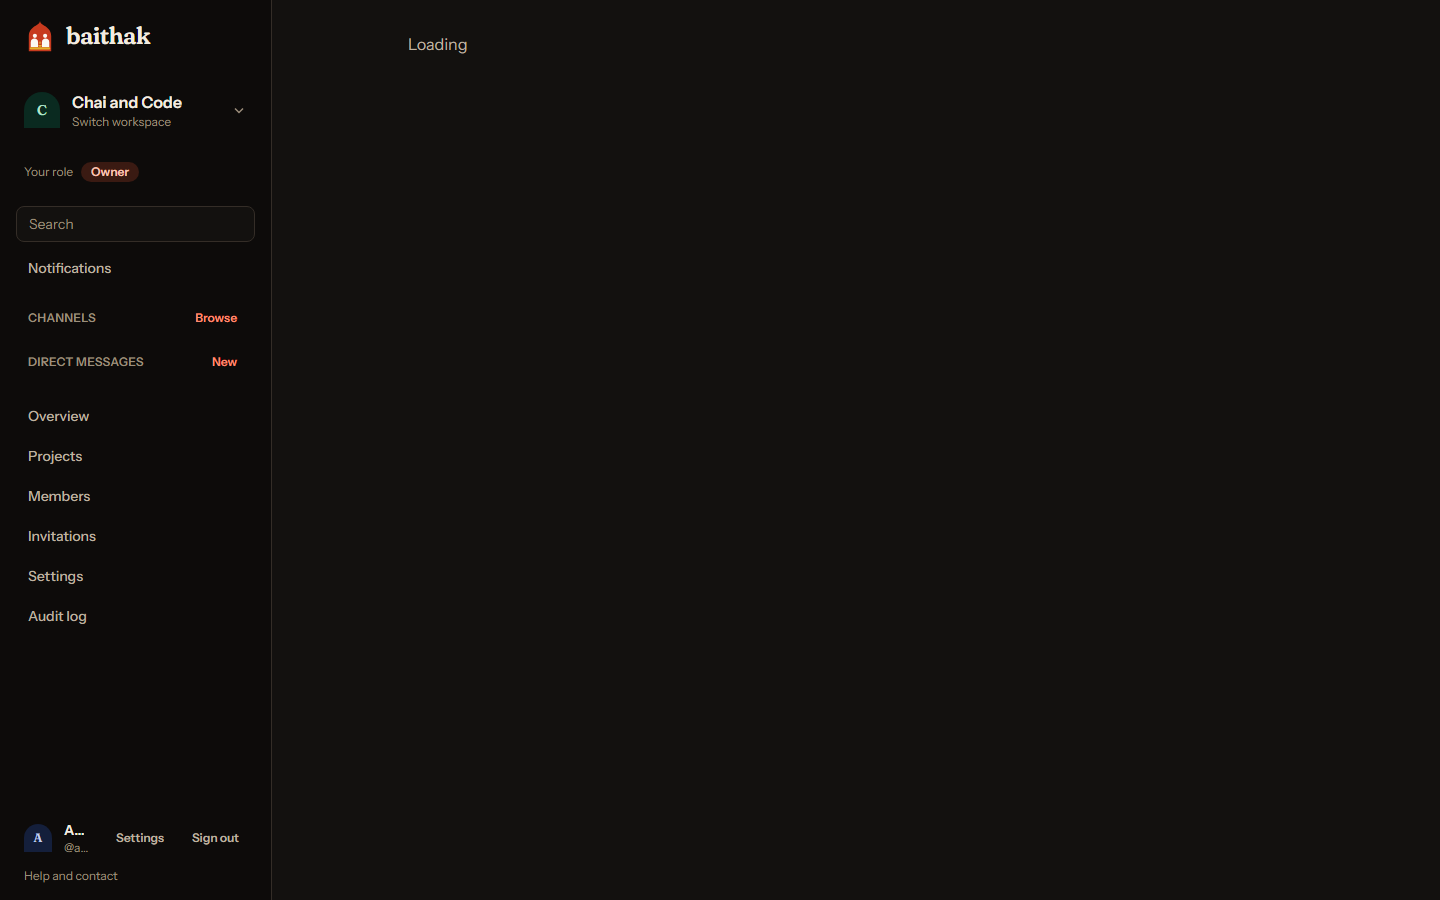 baithak
C
Chai and Code
Switch workspace
Your role Owner
Search
Notifications
CHANNELS Browse
DIRECT MESSAGES New
Overview
Projects
Members
Invitations
Settings
Audit log
A
A...
@a...
Settings
Sign out
Help and contact
Loading